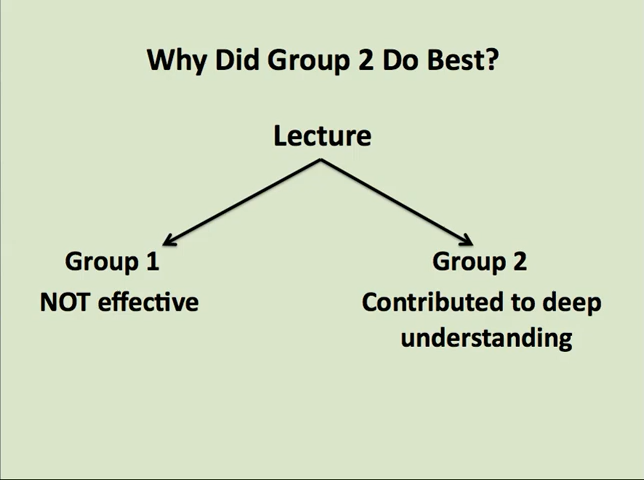 Why Did Group 2 Do Best?
Lecture
Group 1
NOT effective
Group 2
Contributed to deep
understanding